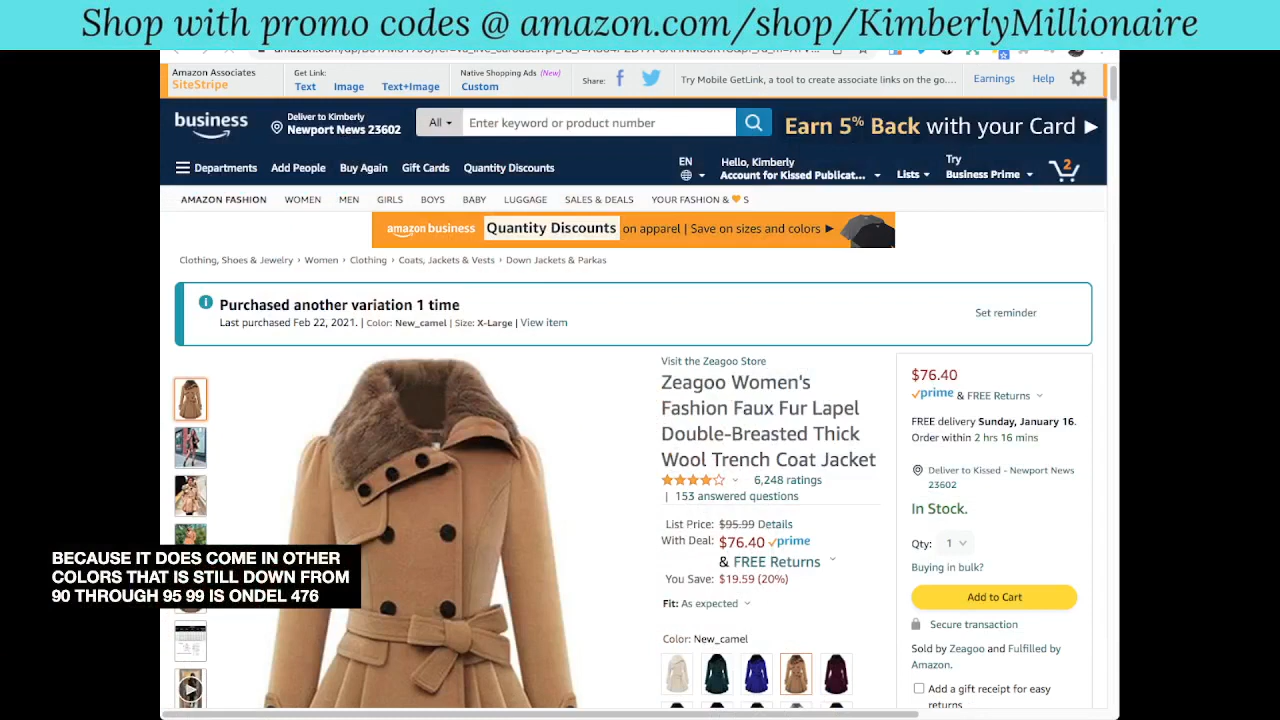 Shop with promo codes @ amazon.com/shop/KimberlyMillionaire
Amazon Associates
SiteStripe
Get Link:
Text Image Text+Image
Native Shopping Ads (New)
Custom
Share:
Try Mobile GetLink, a tool to create associate links on the go....
Earnings Help
business
Deliver to Kimberly
Newport News 23602
All
Enter keyword or product number
Earn 5% Back with your Card ▶
Departments Add People Buy Again Gift Cards Quantity Discounts
EN
Hello, Kimberly
Account for Kissed Publicat...
Lists
Try
Business Prime
2
AMAZON FASHION WOMEN MEN GIRLS BOYS BABY LUGGAGE SALES & DEALS YOUR FASHION & 🧡 S
amazon business Quantity Discounts on apparel | Save on sizes and colors ▶
Clothing, Shoes & Jewelry › Women › Clothing › Coats, Jackets & Vests › Down Jackets & Parkas
Purchased another variation 1 time
Last purchased Feb 22, 2021. | Color: New_camel | Size: X-Large | View item
Set reminder
Visit the Zeagoo Store
Zeagoo Women's
Fashion Faux Fur Lapel
Double-Breasted Thick
Wool Trench Coat Jacket
6,248 ratings
| 153 answered questions
List Price: $95.99 Details
With Deal: $76.40 prime
& FREE Returns
You Save: $19.59 (20%)
Fit: As expected
Color: New_camel
$76.40
prime & FREE Returns
FREE delivery Sunday, January 16.
Order within 2 hrs 16 mins
Deliver to Kissed - Newport News
23602
In Stock.
Qty: 1
Buying in bulk?
Add to Cart
Secure transaction
Sold by Zeagoo and Fulfilled by
Amazon.
Add a gift receipt for easy
returns
BECAUSE IT DOES COME IN OTHER
COLORS THAT IS STILL DOWN FROM
90 THROUGH 95 99 IS ONDEL 476